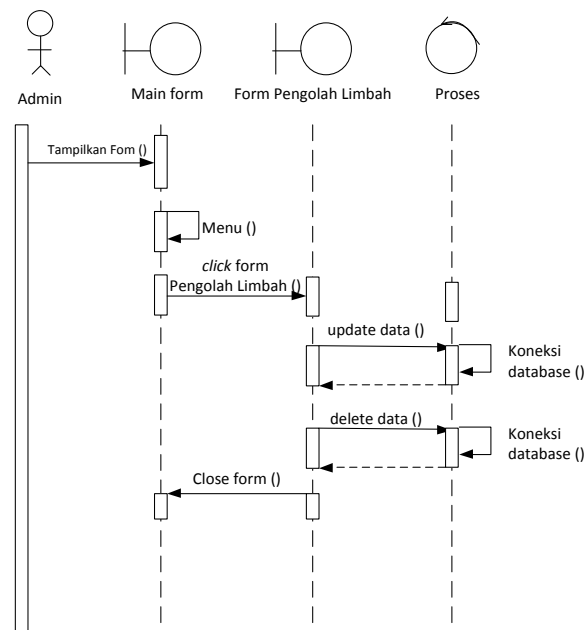 Admin
Main form
Form Pengolah Limbah
Proses
Tampilkan Fom ()
Menu ()
click form
Pengolah Limbah ()
update data ()
Koneksi
database ()
delete data ()
Koneksi
database ()
Close form ()